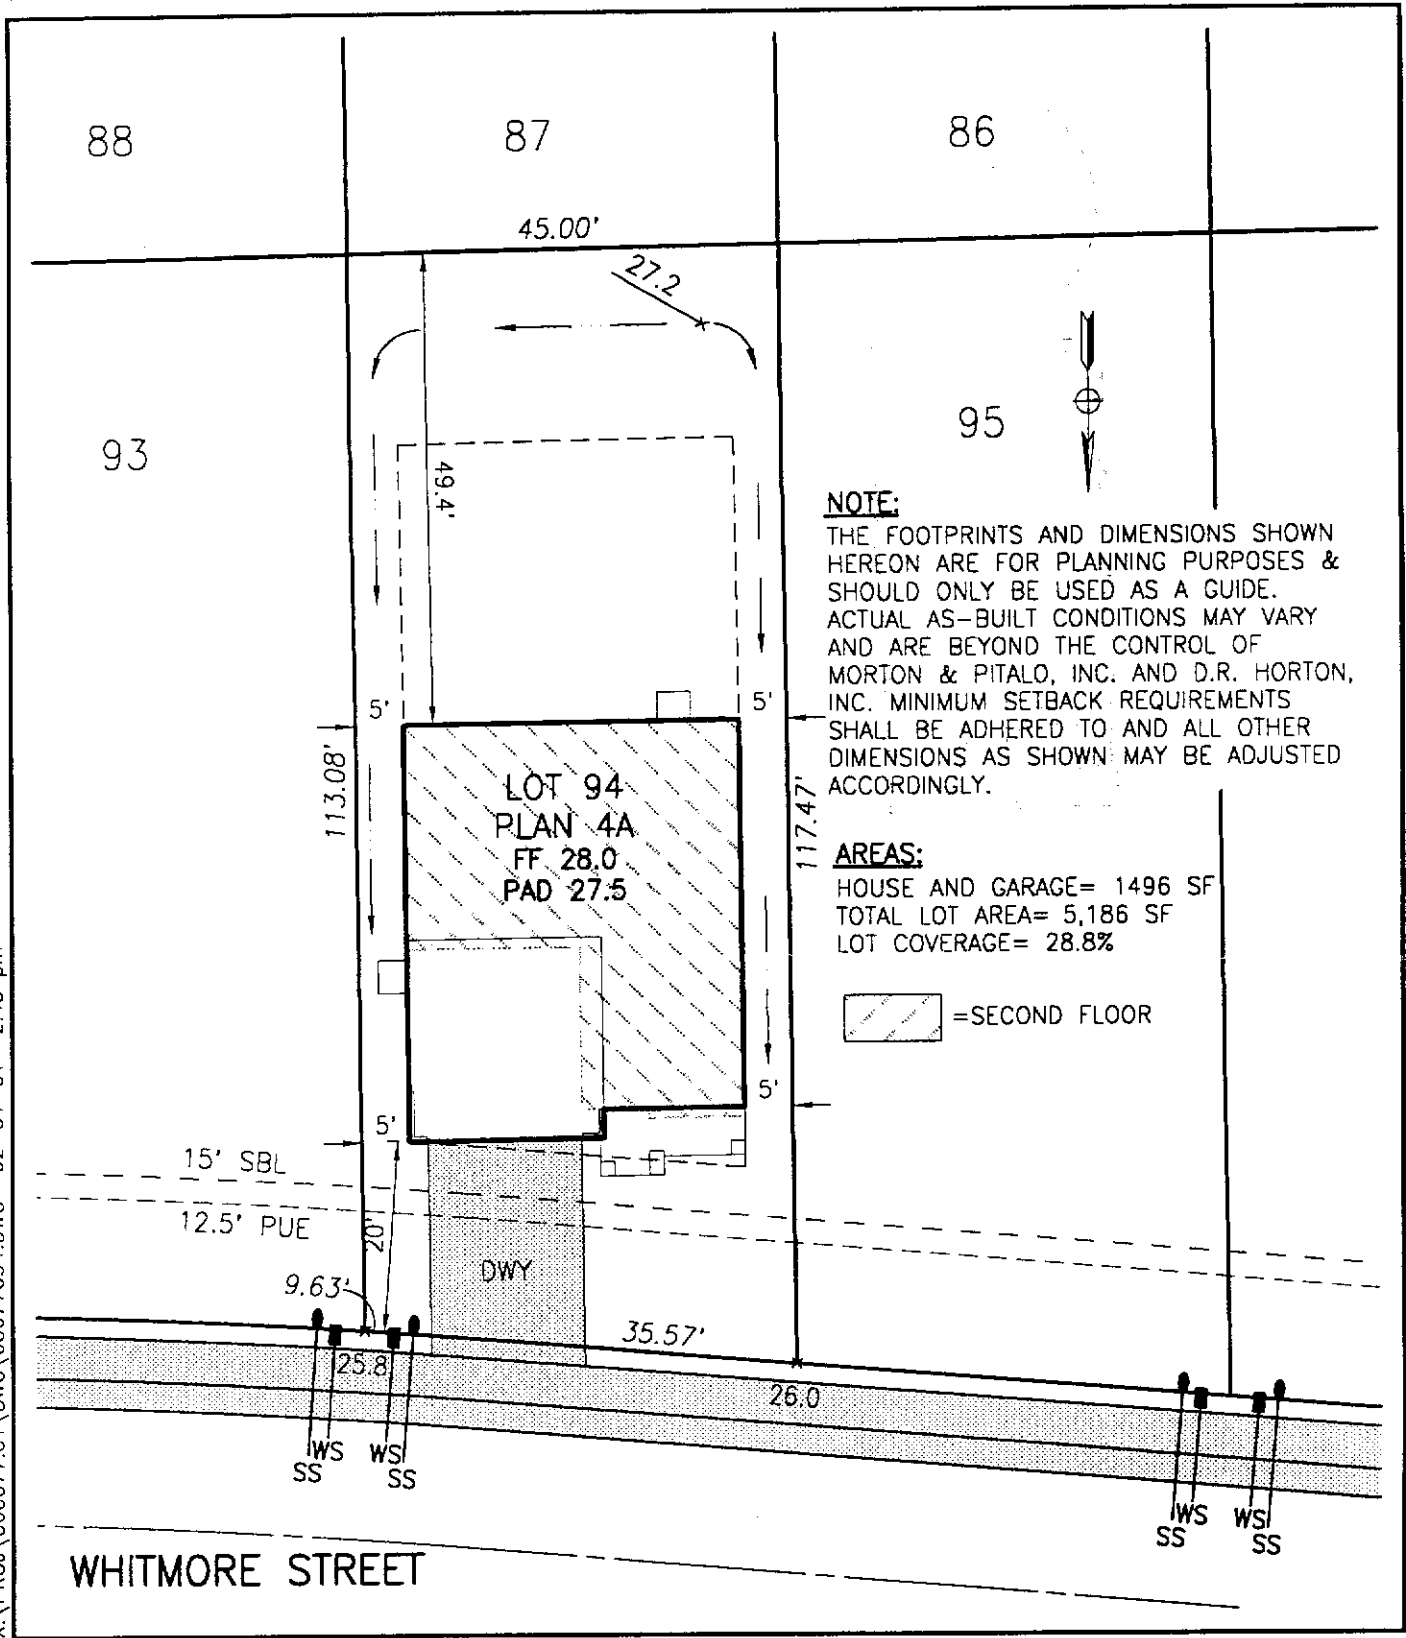 88
87
86
45.00'
27.2
93
95
49.4'
NOTE:
THE FOOTPRINTS AND DIMENSIONS SHOWN
HEREON ARE FOR PLANNING PURPOSES &
SHOULD ONLY BE USED AS A GUIDE.
ACTUAL AS-BUILT CONDITIONS MAY VARY
AND ARE BEYOND THE CONTROL OF
MORTON & PITALO, INC. AND D.R. HORTON,
INC. MINIMUM SETBACK REQUIREMENTS
SHALL BE ADHERED TO AND ALL OTHER
DIMENSIONS AS SHOWN MAY BE ADJUSTED
ACCORDINGLY.
5'
5'
113.08'
117.47'
LOT 94
PLAN 4A
FF 28.0
PAD 27.5
AREAS:
HOUSE AND GARAGE= 1496 SF
TOTAL LOT AREA= 5,186 SF
LOT COVERAGE= 28.8%
=SECOND FLOOR
5'
5'
15' SBL
12.5' PUE
20'
DWY
9.63'
35.57'
25.8
26.0
SS
WS
WS
SS
SS
WS
WS
SS
WHITMORE STREET